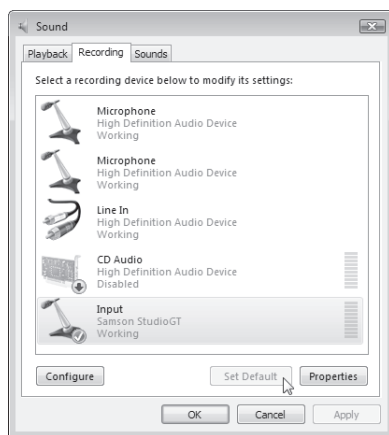 Sound
Playback Recording Sounds
Select a recording device below to modify its settings:
Microphone
High Definition Audio Device
Working
Microphone
High Definition Audio Device
Working
Line In
High Definition Audio Device
Working
CD Audio
High Definition Audio Device
Disabled
Input
Samson StudioGT
Working
Configure Set Default Properties
OK Cancel Apply